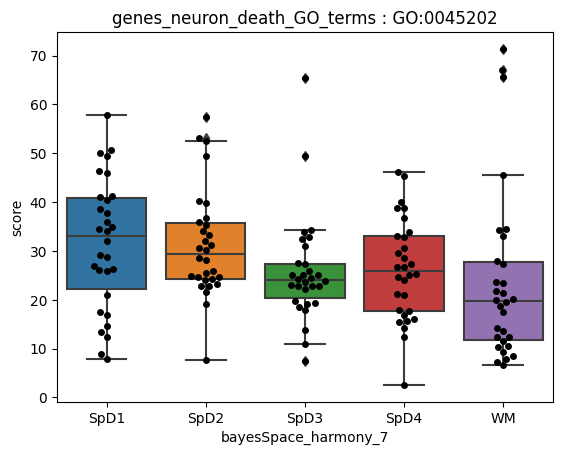 genes_neuron_death_GO_terms : GO:0045202
score
70
60
50
40
30
20
10
0
SpD1 SpD2 SpD3 SpD4 WM
bayesSpace_harmony_7